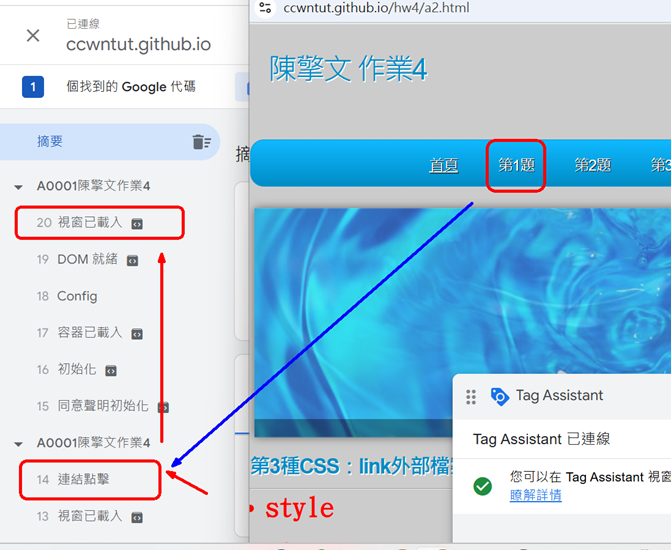 已連線
ccwntut.github.io
1 個找到的 Google 代碼
摘要
A0001陳擎文作業4
20 視窗已載入
19 DOM 就緒
18 Config
17 容器已載入
16 初始化
15 同意聲明初始化
A0001陳擎文作業4
14 連結點擊
13 視窗已載入
摘
ccwntut.github.io/hw4/a2.html
陳擎文 作業4
首頁 第1題 第2題 第3
第3種CSS：link外部檔
• style
Tag Assistant
Tag Assistant 已連線
您可以在 Tag Assistant 視窗
瞭解詳情